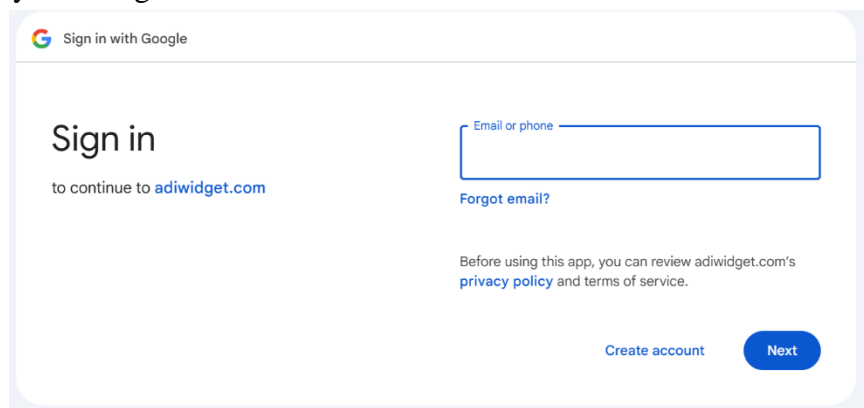 Sign in with Google
Sign in
to continue to adiwidget.com
Email or phone
Forgot email?
Before using this app, you can review adiwidget.com's
privacy policy and terms of service.
Create account
Next